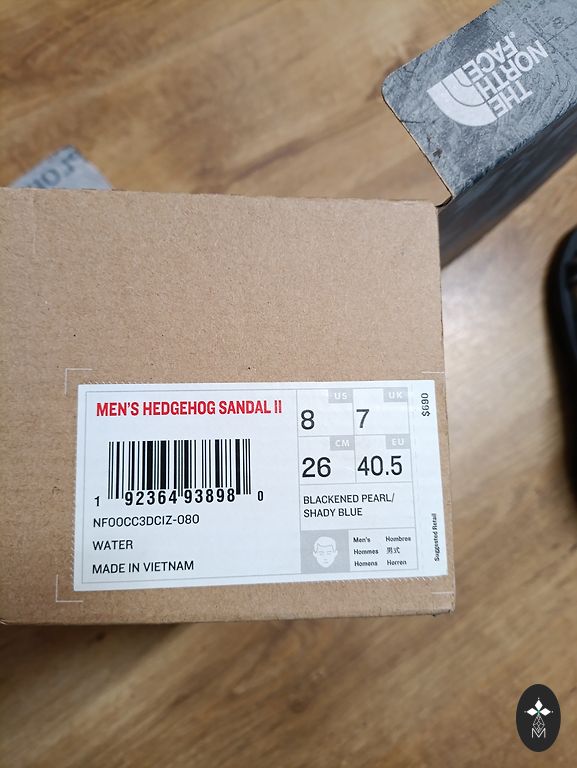 THE
NORTH
FACE®
MEN'S HEDGEHOG SANDAL II
US
8
UK
7
CM
26
EU
40.5
1 92364 93898 0
NF00CC3DCIZ-080
WATER
MADE IN VIETNAM
BLACKENED PEARL/
SHADY BLUE
Men's Hombres
Hommes 男式
Homens Herren
$690
Suggested Retail
M